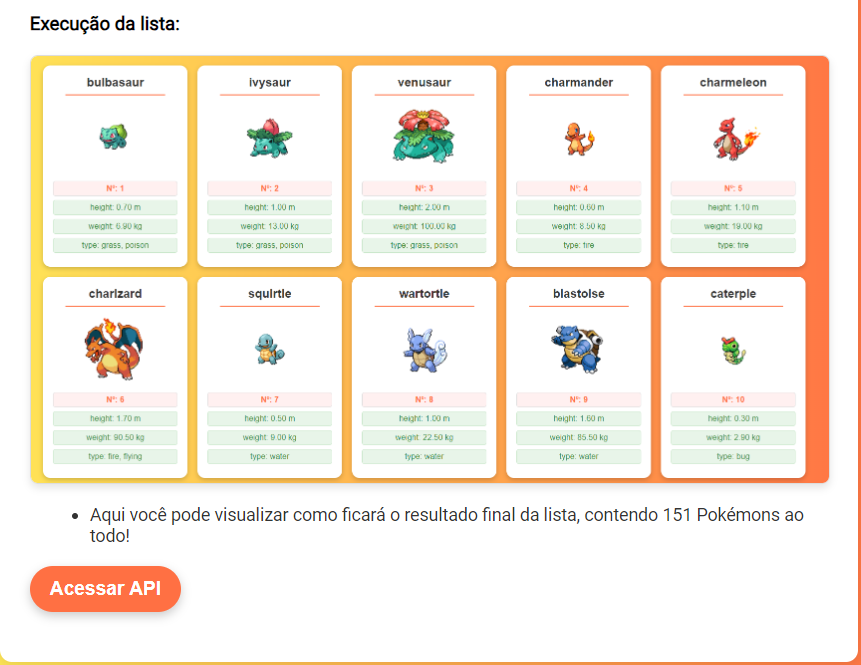 Execução da lista:
bulbasaur ivysaur venusaur charmander charmeleon
Nº: 1 Nº: 2 Nº: 3 Nº: 4 Nº: 5
height: 0.70 m height: 1.00 m height: 2.00 m height: 0.60 m height: 1.10 m
weight: 6.90 kg weight: 13.00 kg weight: 100.00 kg weight: 8.50 kg weight: 19.00 kg
type: grass, poison type: grass, poison type: grass, poison type: fire type: fire
charizard squirtle wartortle blastoise caterpie
Nº: 6 Nº: 7 Nº: 8 Nº: 9 Nº: 10
height: 1.70 m height: 0.50 m height: 1.00 m height: 1.60 m height: 0.30 m
weight: 90.50 kg weight: 9.00 kg weight: 22.50 kg weight: 85.50 kg weight: 2.90 kg
type: fire, flying type: water type: water type: water type: bug
• Aqui você pode visualizar como ficará o resultado final da lista, contendo 151 Pokémons ao
todo!
Acessar API